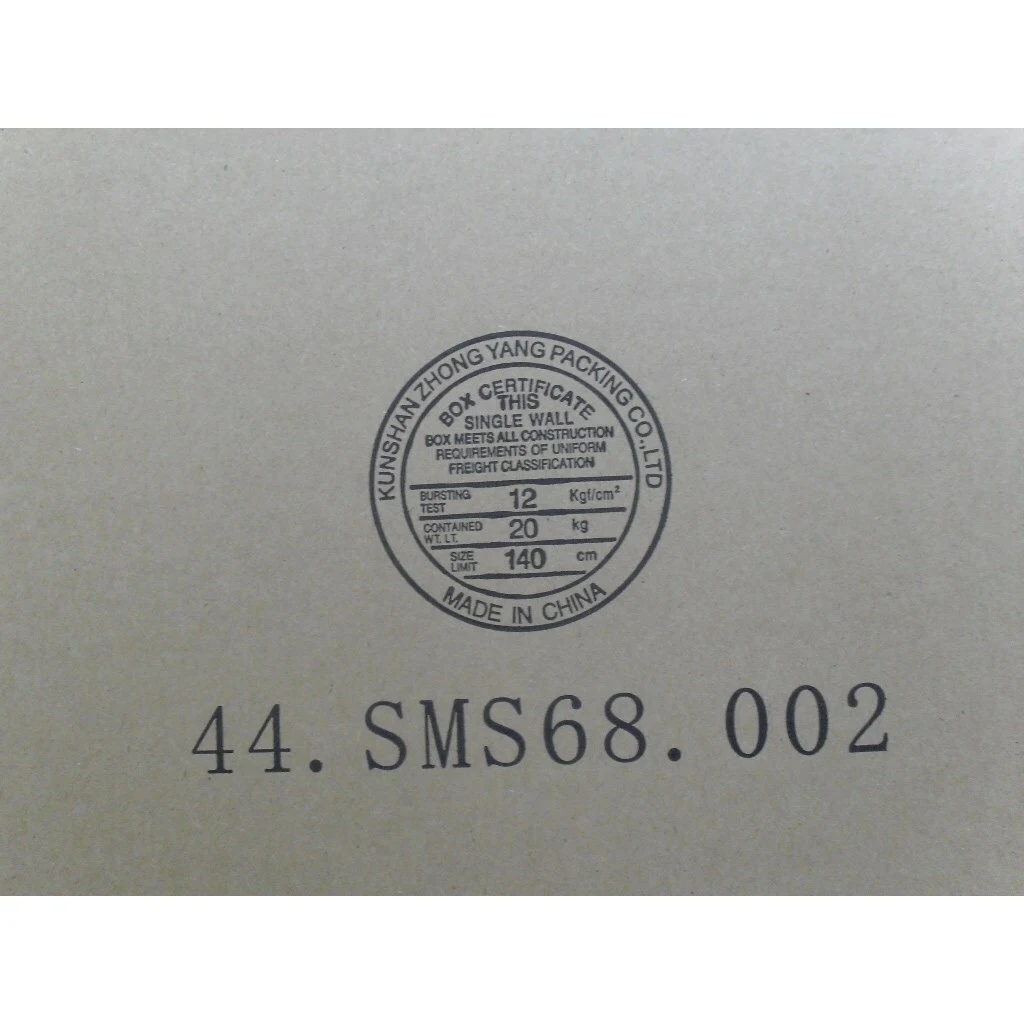 KUNSHAN ZHONG YANG PACKING CO.,LTD
BOX CERTIFICATE
THIS
SINGLE WALL
BOX MEETS ALL CONSTRUCTION
REQUIREMENTS OF UNIFORM
FREIGHT CLASSIFICATION
BURSTING TEST 12 Kgf/cm²
CONTAINED WT. LT. 20 kg
SIZE LIMIT 140 cm
MADE IN CHINA
44.SMS68.002